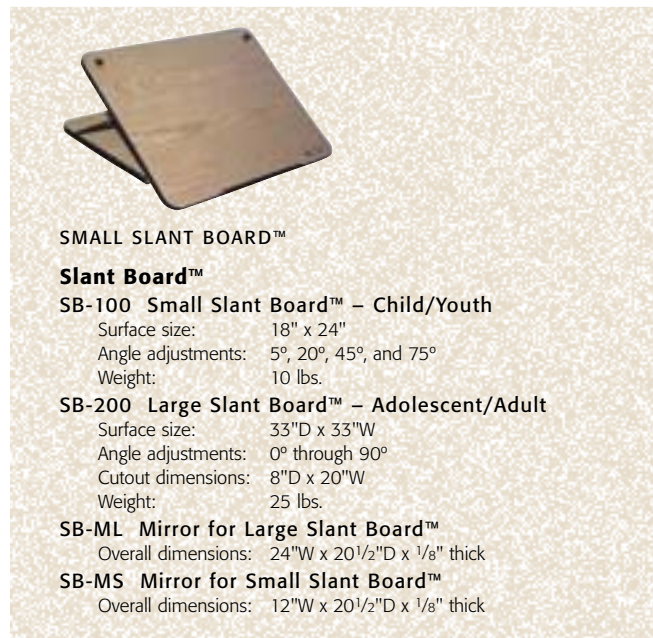 SMALL SLANT BOARD™
Slant Board™
SB-100 Small Slant Board™ – Child/Youth
Surface size: 18" x 24"
Angle adjustments: 5º, 20º, 45º, and 75º
Weight: 10 lbs.
SB-200 Large Slant Board™ – Adolescent/Adult
Surface size: 33"D x 33"W
Angle adjustments: 0º through 90º
Cutout dimensions: 8"D x 20"W
Weight: 25 lbs.
SB-ML Mirror for Large Slant Board™
Overall dimensions: 24"W x 20 1/2"D x 1/8" thick
SB-MS Mirror for Small Slant Board™
Overall dimensions: 12"W x 20 1/2"D x 1/8" thick